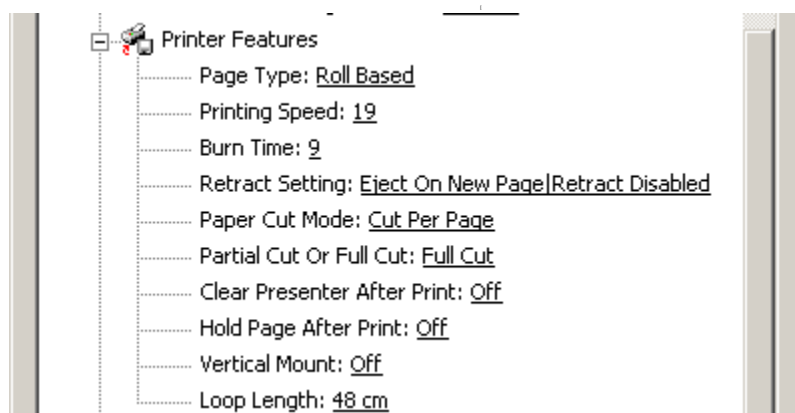 Printer Features
Page Type: Roll Based
Printing Speed: 19
Burn Time: 9
Retract Setting: Eject On New Page|Retract Disabled
Paper Cut Mode: Cut Per Page
Partial Cut Or Full Cut: Full Cut
Clear Presenter After Print: Off
Hold Page After Print: Off
Vertical Mount: Off
Loop Length: 48 cm